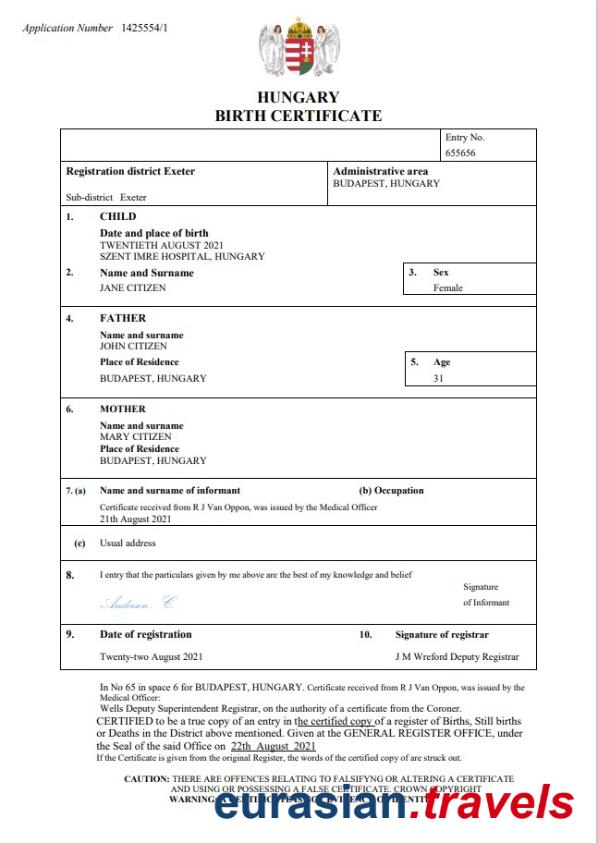 Application Number 1425554/1
HUNGARY
BIRTH CERTIFICATE
Entry No.
655656
Registration district Exeter
Sub-district Exeter
Administrative area
BUDAPEST, HUNGARY
1. CHILD
Date and place of birth
TWENTIETH AUGUST 2021
SZENT IMRE HOSPITAL, HUNGARY
2. Name and Surname
JANE CITIZEN
3. Sex
Female
4. FATHER
Name and surname
JOHN CITIZEN
Place of Residence
BUDAPEST, HUNGARY
5. Age
31
6. MOTHER
Name and surname
MARY CITIZEN
Place of Residence
BUDAPEST, HUNGARY
7. (a) Name and surname of informant (b) Occupation
Certificate received from R J Van Oppon, was issued by the Medical Officer
21th August 2021
(c) Usual address
8. I entry that the particulars given by me above are the best of my knowledge and belief
Anderson. C
Signature
of Informant
9. Date of registration
Twenty-two August 2021
10. Signature of registrar
J M Wreford Deputy Registrar
In No 65 in space 6 for BUDAPEST, HUNGARY. Certificate received from R J Van Oppon, was issued by the
Medical Officer:
Wells Deputy Superintendent Registrar, on the authority of a certificate from the Coroner.
CERTIFIED to be a true copy of an entry in the certified copy of a register of Births, Still births
or Deaths in the District above mentioned. Given at the GENERAL REGISTER OFFICE, under
the Seal of the said Office on 22th August 2021
If the Certificate is given from the original Register, the words of the certified copy of are struck out.
CAUTION: THERE ARE OFFENCES RELATING TO FALSIFYNG OR ALTERING A CERTIFICATE
AND USING OR POSSESSING A FALSE CERTIFICATE. CROWN COPYRIGHT
WARNING: A CERTIFICATE IS NOT EVIDENCE OF IDENTITY
eurasian.travels